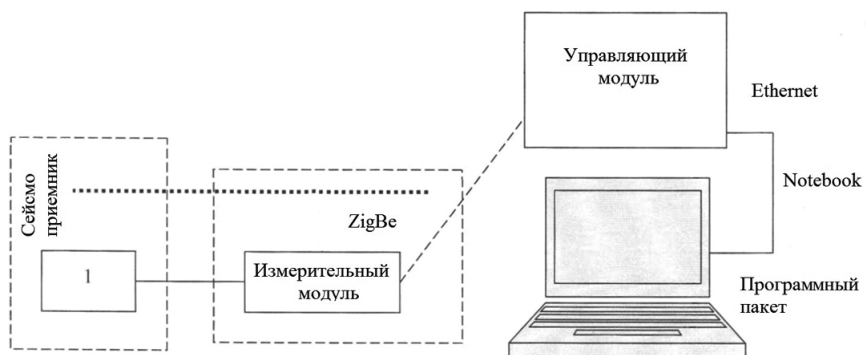 Управляющий
модуль
Ethernet
Notebook
Сейсмо
приемник
ZigBe
1
Измерительный
модуль
Программный
пакет